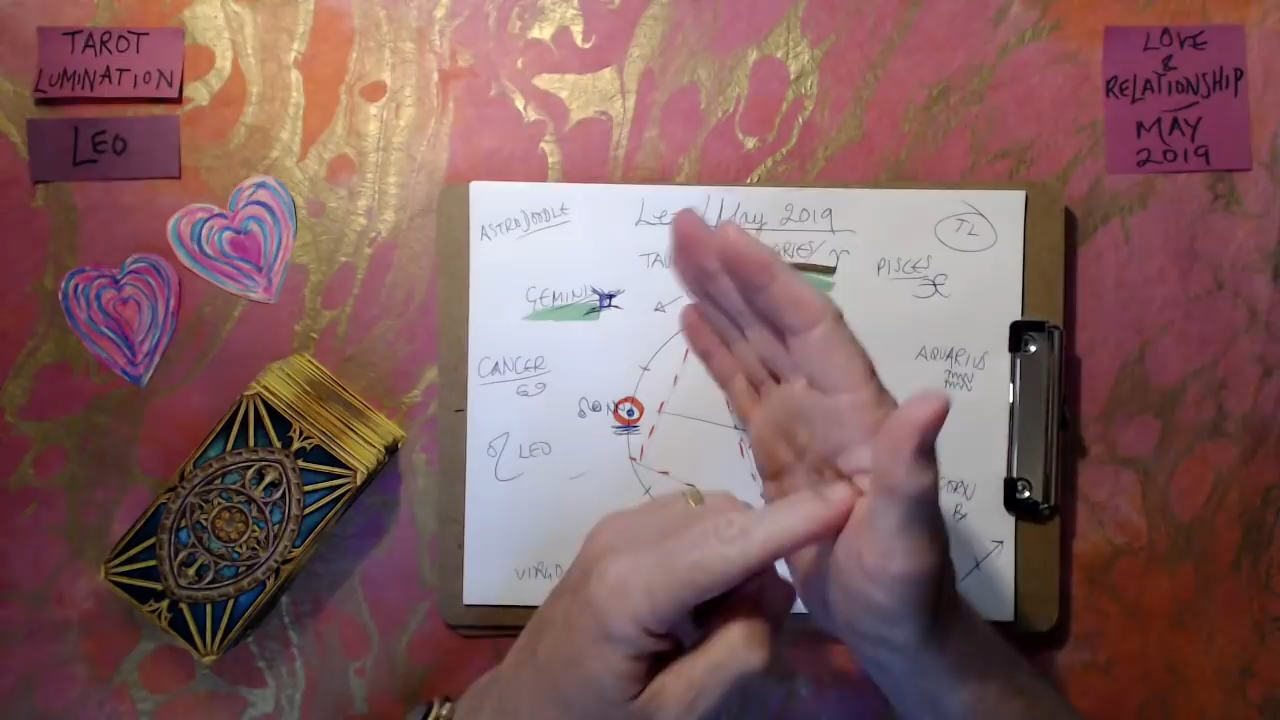 TAROT
LUMINATION
LEO
LOVE
&
RELATIONSHIP
MAY
2019
ASTRODOODLE
May 2019
TL
PISCES
GEMINI
CANCER
AQUARIUS
LEO
VIRGO